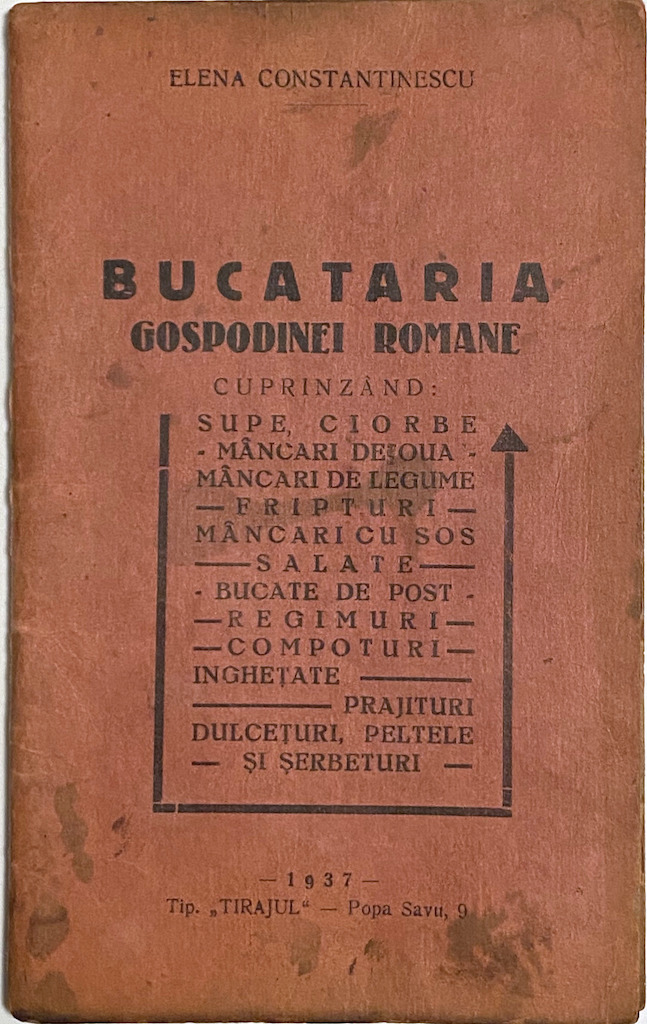 ELENA CONSTANTINESCU
BUCATARIA
GOSPODINEI ROMANE
CUPRINZÂND:
SUPE, CIORBE
- MÂNCARI DE OUA -
MÂNCARI DE LEGUME
— FRIPTURI —
MÂNCARI CU SOS
— SALATE —
- BUCATE DE POST -
— REGIMURI —
— COMPOTURI —
INGHEȚATE —
— PRAJITURI
DULCEȚURI, PELTELE
— ȘI ȘERBETURI —
— 1937 —
Tip. „TIRAJUL“ — Popa Savu, 9